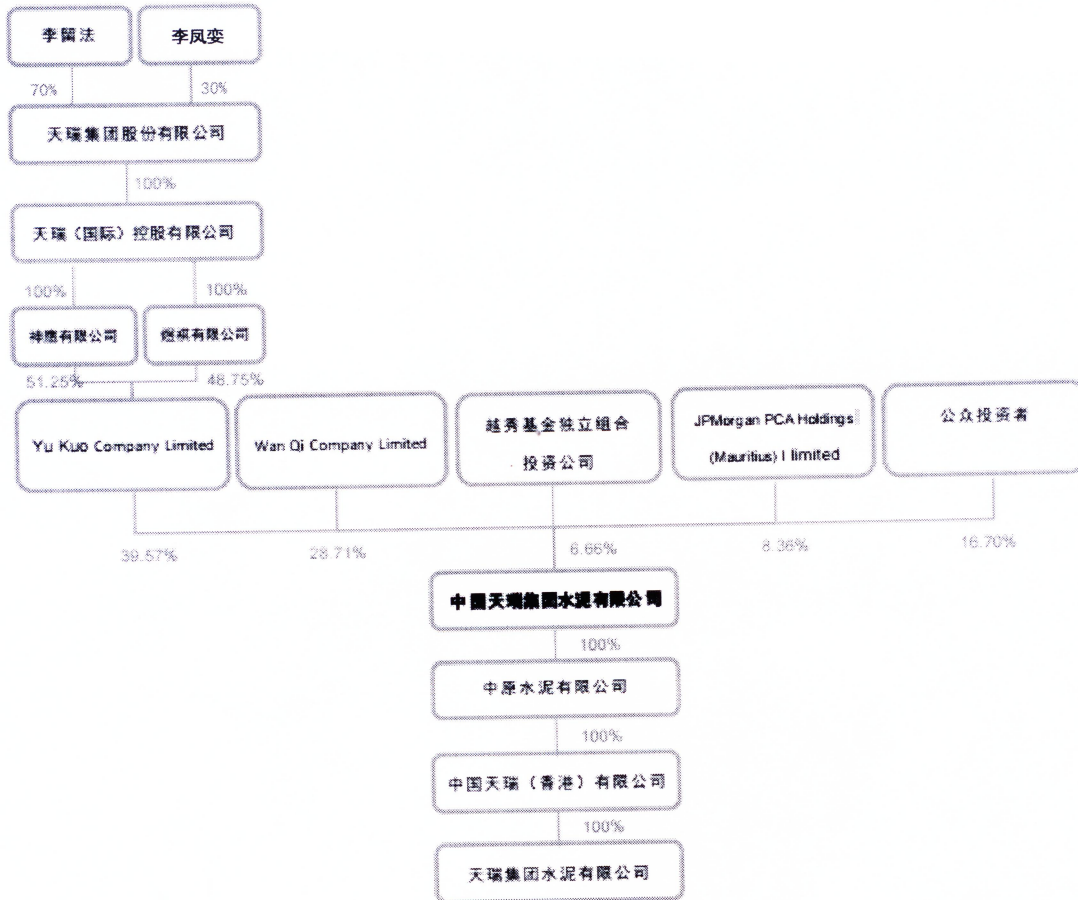 李留法
李凤娈
70%
30%
天瑞集团股份有限公司
100%
天瑞（国际）控股有限公司
100%
100%
神鹰有限公司
煜祺有限公司
51.25%
48.75%
Yu Kuo Company Limited
Wan Qi Company Limited
越秀基金独立组合
投资公司
JPMorgan PCA Holdings
(Mauritius) I limited
公众投资者
39.57%
28.71%
6.66%
8.36%
16.70%
中国天瑞集团水泥有限公司
100%
中原水泥有限公司
100%
中国天瑞（香港）有限公司
100%
天瑞集团水泥有限公司